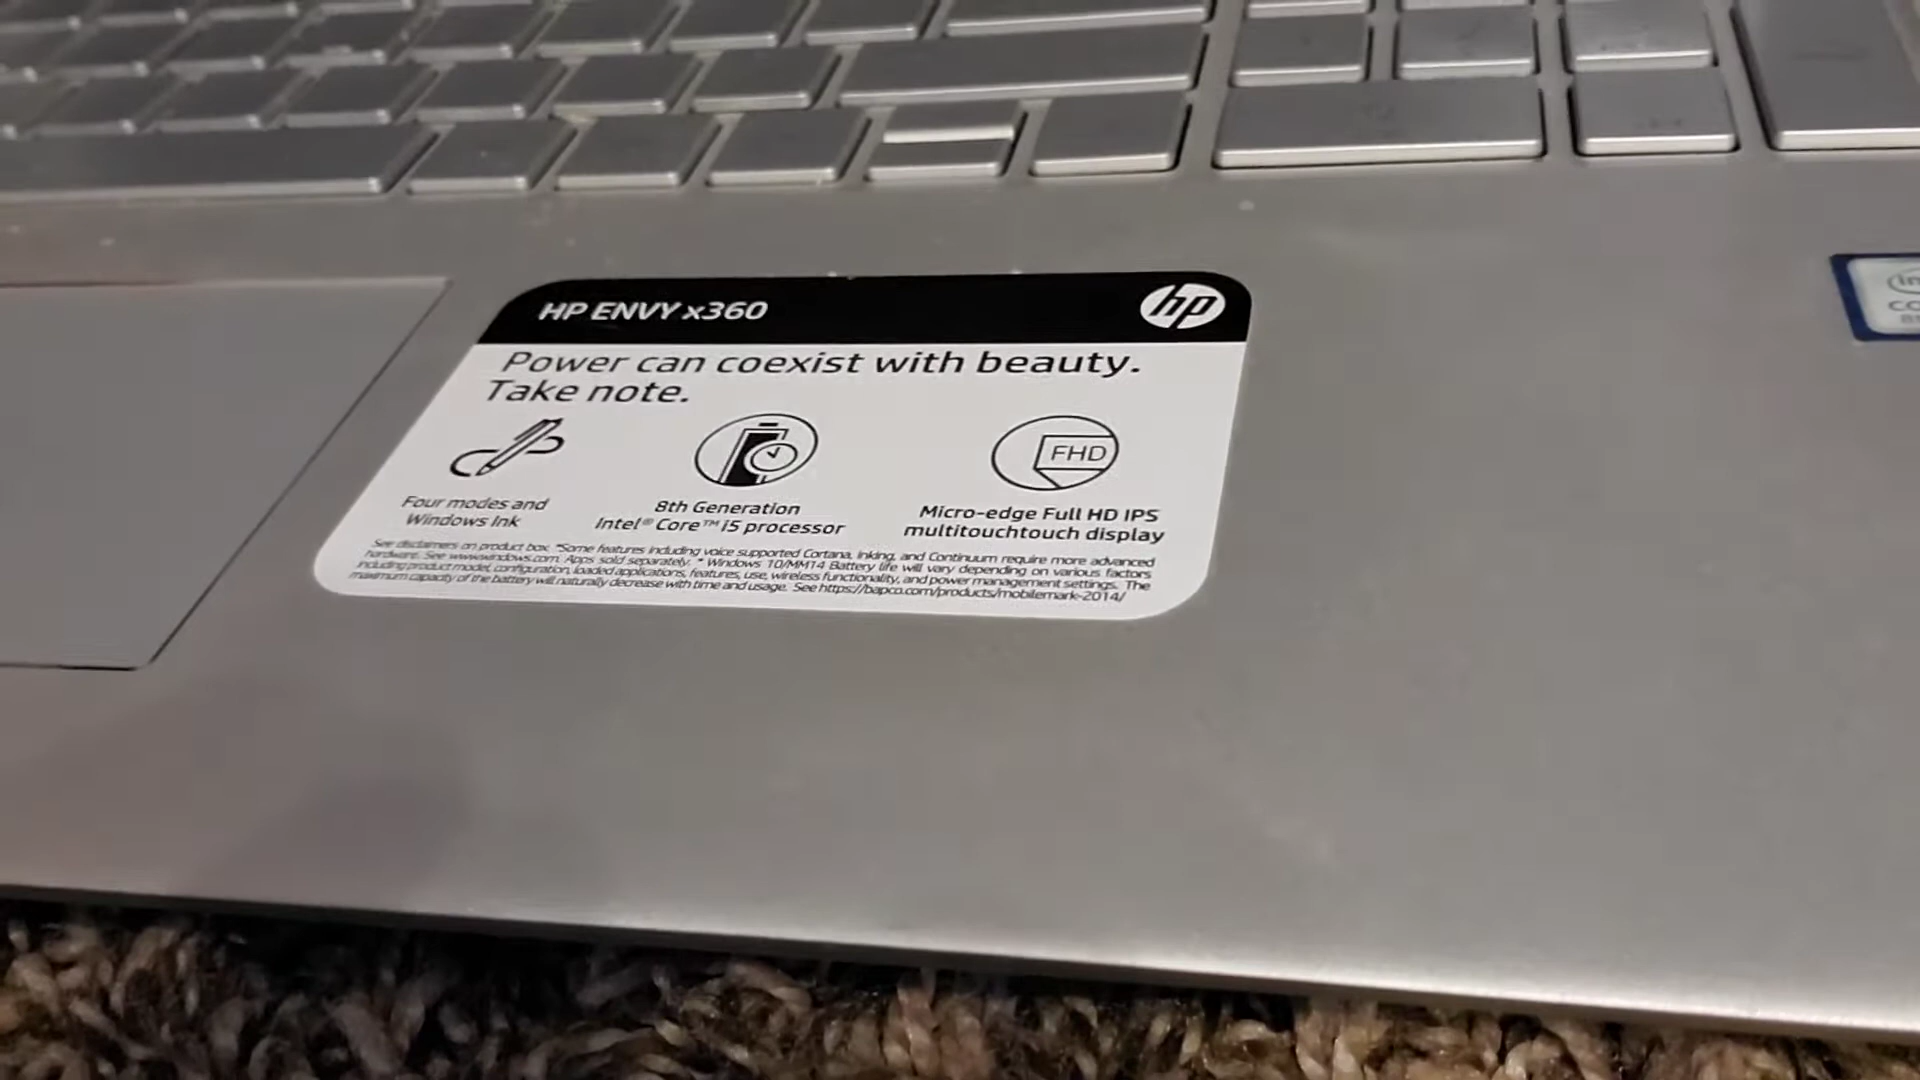 HP ENVY x360
hp
Power can coexist with beauty.
Take note.
FHD
Four modes and
Windows Ink
8th Generation
Intel® Core™ i5 processor
Micro-edge Full HD IPS
multitouchtouch display
See disclaimers on product box. *Some features including voice supported Cortana, inking, and Continuum require more advanced
hardware. See www.windows.com. Apps sold separately. * Windows 10/MM14 Battery life will vary depending on various factors
including product model, configuration, loaded applications, features, use, wireless functionality, and power management settings. The
maximum capacity of the battery will naturally decrease with time and usage. See https://bapco.com/products/mobilemark-2014/